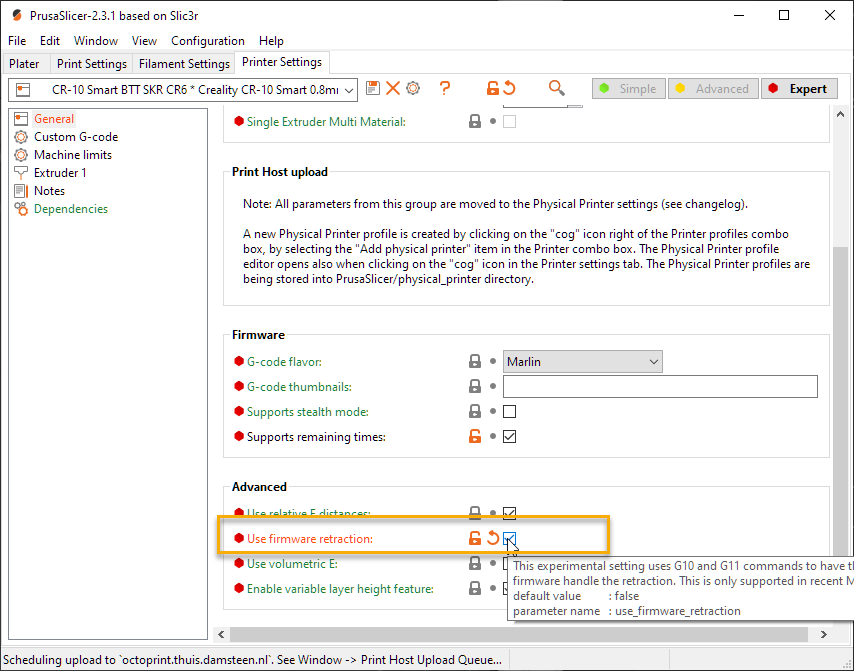 PrusaSlicer-2.3.1 based on Slic3r
File Edit Window View Configuration Help
Plater Print Settings Filament Settings Printer Settings
CR-10 Smart BTT SKR CR6 * Creality CR-10 Smart 0.8m
? Simple Advanced Expert
General
Custom G-code
Machine limits
Extruder 1
Notes
Dependencies
Single Extruder Multi Material:
Print Host upload
Note: All parameters from this group are moved to the Physical Printer settings (see changelog).
A new Physical Printer profile is created by clicking on the "cog" icon right of the Printer profiles combo
box, by selecting the "Add physical printer" item in the Printer combo box. The Physical Printer profile
editor opens also when clicking on the "cog" icon in the Printer settings tab. The Physical Printer profiles are
being stored into PrusaSlicer/physical_printer directory.
Firmware
G-code flavor: Marlin
G-code thumbnails:
Supports stealth mode:
Supports remaining times:
Advanced
Use relative E distances:
Use firmware retraction:
Use volumetric E:
Enable variable layer height feature:
This experimental setting uses G10 and G11 commands to have th
firmware handle the retraction. This is only supported in recent M
default value : false
parameter name : use_firmware_retraction
Scheduling upload to `octoprint.thuis.damsteen.nl`. See Window -> Print Host Upload Queue...